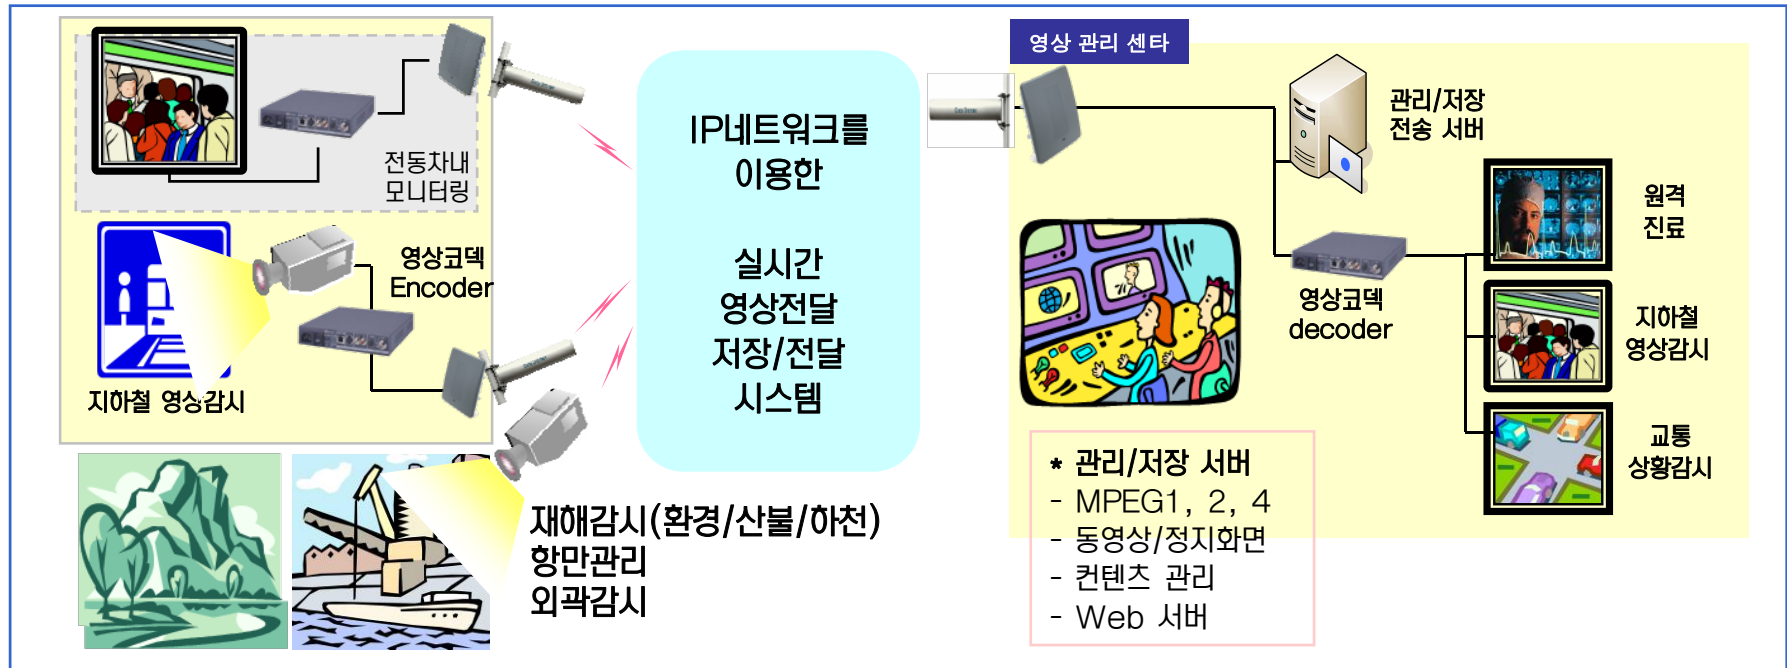 전동차내
모니터링
영상코덱
Encoder
지하철 영상감시
재해감시(환경/산불/하천)
항만관리
외곽감시
IP네트워크를
이용한
실시간
영상전달
저장/전달
시스템
영상 관리 센타
관리/저장
전송 서버
영상코덱
decoder
원격
진료
지하철
영상감시
교통
상황감시
* 관리/저장 서버
- MPEG1, 2, 4
- 동영상/정지화면
- 컨텐츠 관리
- Web 서버